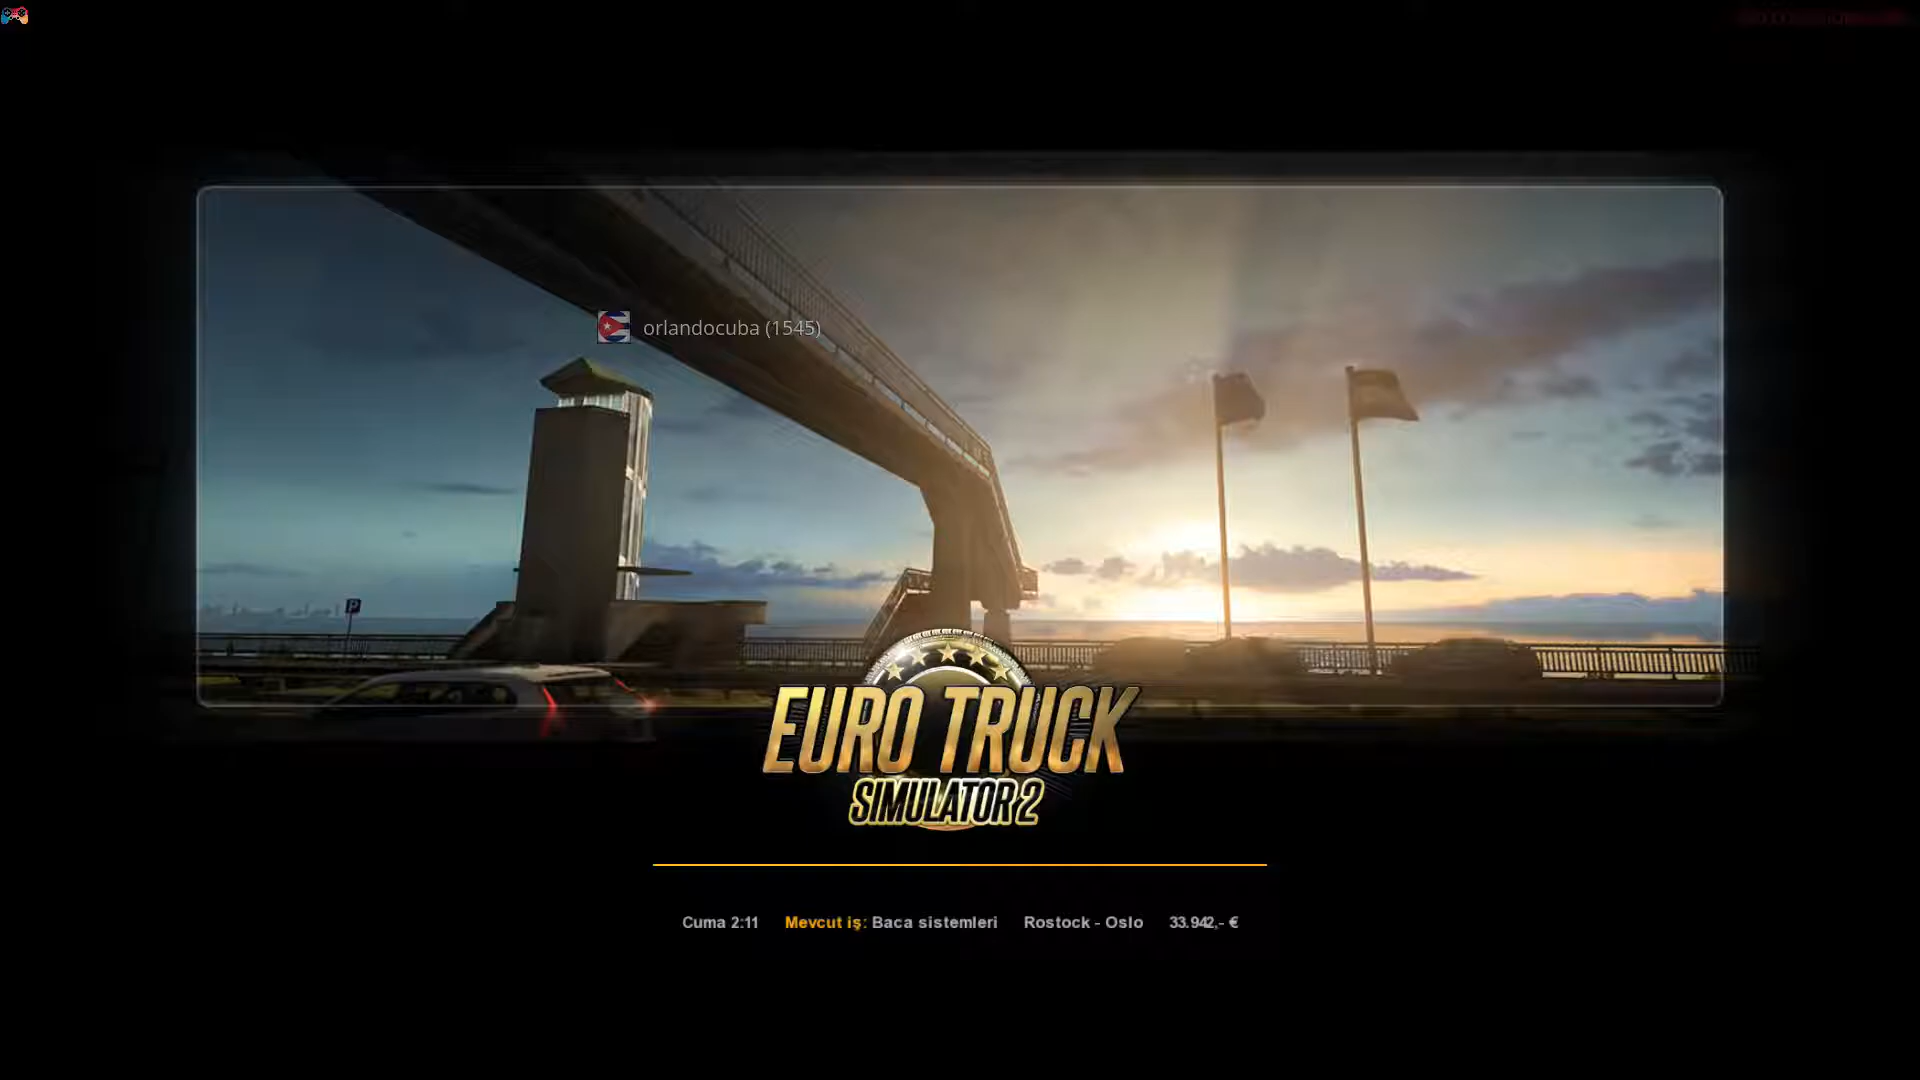 orlandocuba (1545)
P
EURO TRUCK
SIMULATOR 2
Cuma 2:11 Mevcut iş: Baca sistemleri Rostock - Oslo 33.942,- €